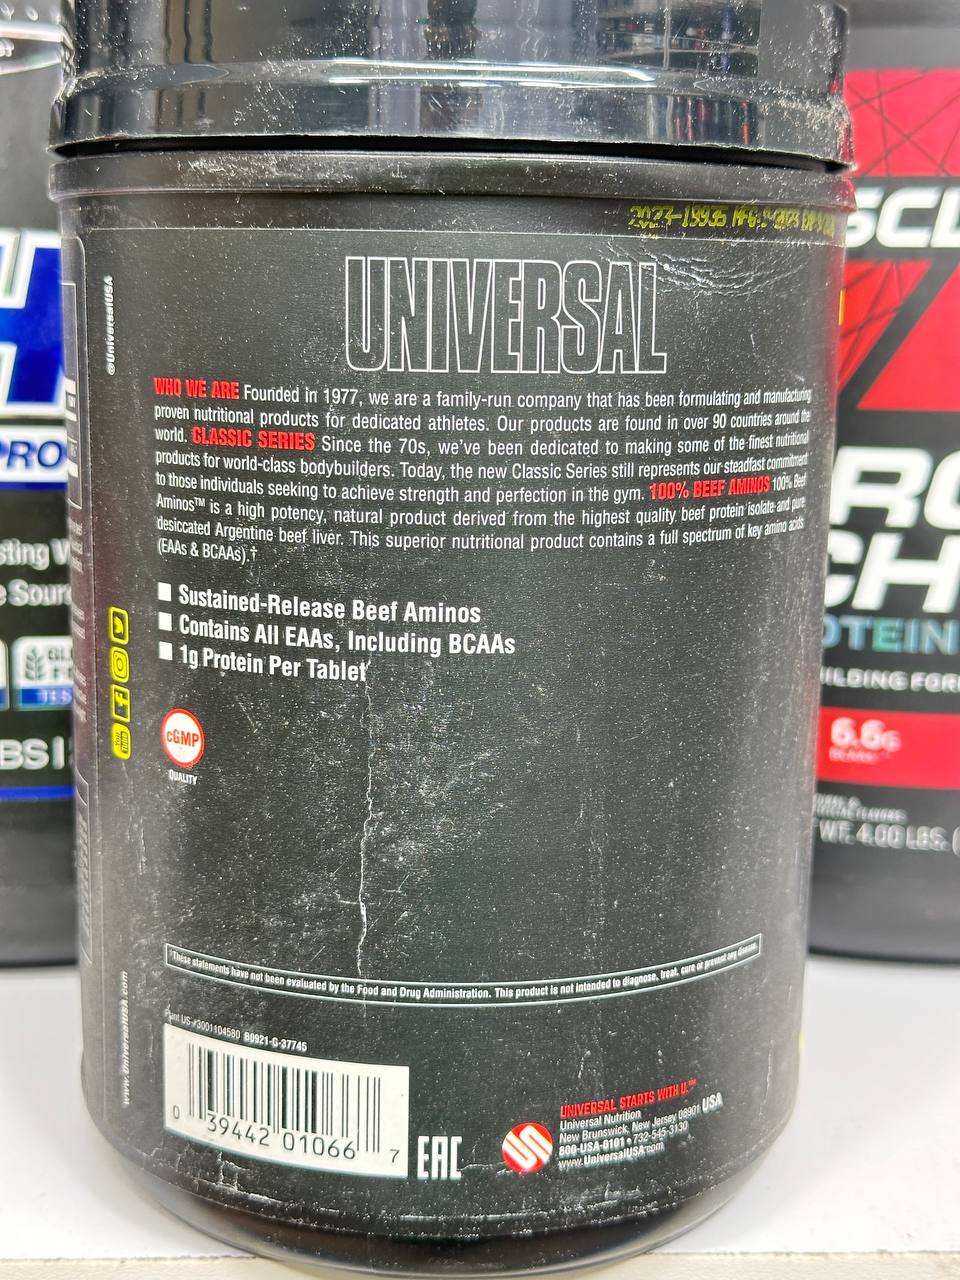 UNIVERSAL
WHO WE ARE Founded in 1977, we are a family-run company that has been formulating and manufacturing
proven nutritional products for dedicated athletes. Our products are found in over 90 countries around the
world. CLASSIC SERIES Since the 70s, we've been dedicated to making some of the finest nutritional
products for world-class bodybuilders. Today, the new Classic Series still represents our steadfast commitment
to those individuals seeking to achieve strength and perfection in the gym. 100% BEEF AMINOS 100% Beef
Aminos™ is a high potency, natural product derived from the highest quality beef protein isolate and pure
desiccated Argentine beef liver. This superior nutritional product contains a full spectrum of key amino acids
(EAAs & BCAAs).†
Sustained-Release Beef Aminos
Contains All EAAs, Including BCAAs
1g Protein Per Tablet
cGMP
QUALITY
†These statements have not been evaluated by the Food and Drug Administration. This product is not intended to diagnose, treat, cure or prevent any disease.
Plant US-#3001104580 B0921-G-37745
0 39442 01066 7
EAC
UNIVERSAL STARTS WITH U.™
Universal Nutrition
New Brunswick, New Jersey 08901 USA
800-USA-0101 • 732-545-3130
www.UniversalUSA.com
@UniversalUSA
www.UniversalUSA.com
PRO
BS
OTEIN
6.6G
WT. 4.00 LBS.